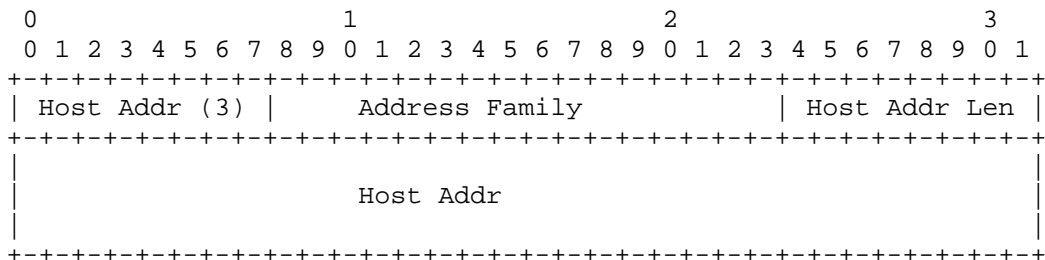 0                   1                   2                   3
0 1 2 3 4 5 6 7 8 9 0 1 2 3 4 5 6 7 8 9 0 1 2 3 4 5 6 7 8 9 0 1
+-+-+-+-+-+-+-+-+-+-+-+-+-+-+-+-+-+-+-+-+-+-+-+-+-+-+-+-+-+-+-+-+
| Host Addr (3) |     Address Family            | Host Addr Len |
+-+-+-+-+-+-+-+-+-+-+-+-+-+-+-+-+-+-+-+-+-+-+-+-+-+-+-+-+-+-+-+-+
|                                                               |
|                     Host Addr                                 |
|                                                               |
+-+-+-+-+-+-+-+-+-+-+-+-+-+-+-+-+-+-+-+-+-+-+-+-+-+-+-+-+-+-+-+-+